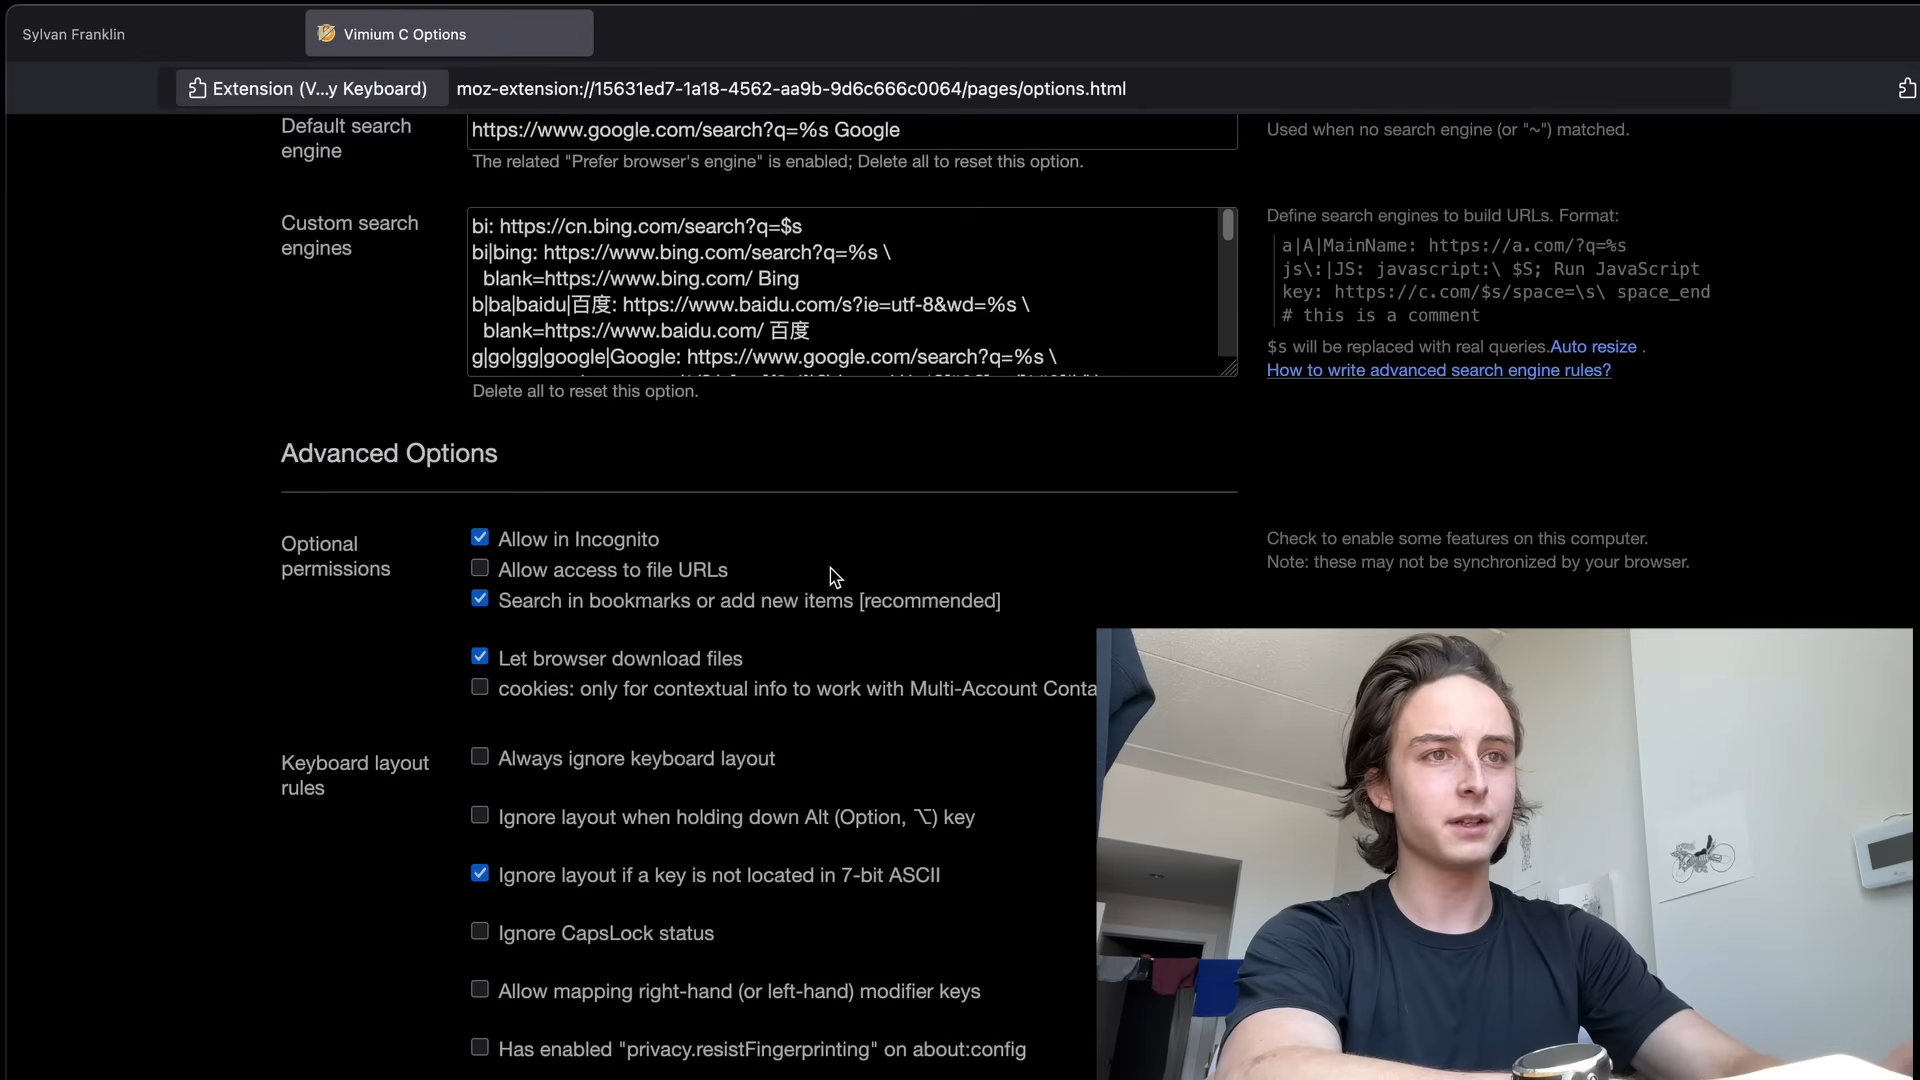 Sylvan Franklin
Vimium C Options
Extension (V...y Keyboard)
moz-extension://15631ed7-1a18-4562-aa9b-9d6c666c0064/pages/options.html
Default search
engine
https://www.google.com/search?q=%s Google
The related "Prefer browser's engine" is enabled; Delete all to reset this option.
Used when no search engine (or "~") matched.
Custom search
engines
bi: https://cn.bing.com/search?q=$s
bi|bing: https://www.bing.com/search?q=%s \
blank=https://www.bing.com/ Bing
b|ba|baidu|百度: https://www.baidu.com/s?ie=utf-8&wd=%s \
blank=https://www.baidu.com/ 百度
g|go|gg|google|Google: https://www.google.com/search?q=%s \
Delete all to reset this option.
Define search engines to build URLs. Format:
a|A|MainName: https://a.com/?q=%s
js\:|JS: javascript:\ $S; Run JavaScript
key: https://c.com/$s/space=\s\ space_end
# this is a comment
$s will be replaced with real queries.Auto resize .
How to write advanced search engine rules?
Advanced Options
Optional
permissions
Allow in Incognito
Allow access to file URLs
Search in bookmarks or add new items [recommended]
Let browser download files
cookies: only for contextual info to work with Multi-Account Conta
Check to enable some features on this computer.
Note: these may not be synchronized by your browser.
Keyboard layout
rules
Always ignore keyboard layout
Ignore layout when holding down Alt (Option, ⌥) key
Ignore layout if a key is not located in 7-bit ASCII
Ignore CapsLock status
Allow mapping right-hand (or left-hand) modifier keys
Has enabled "privacy.resistFingerprinting" on about:config